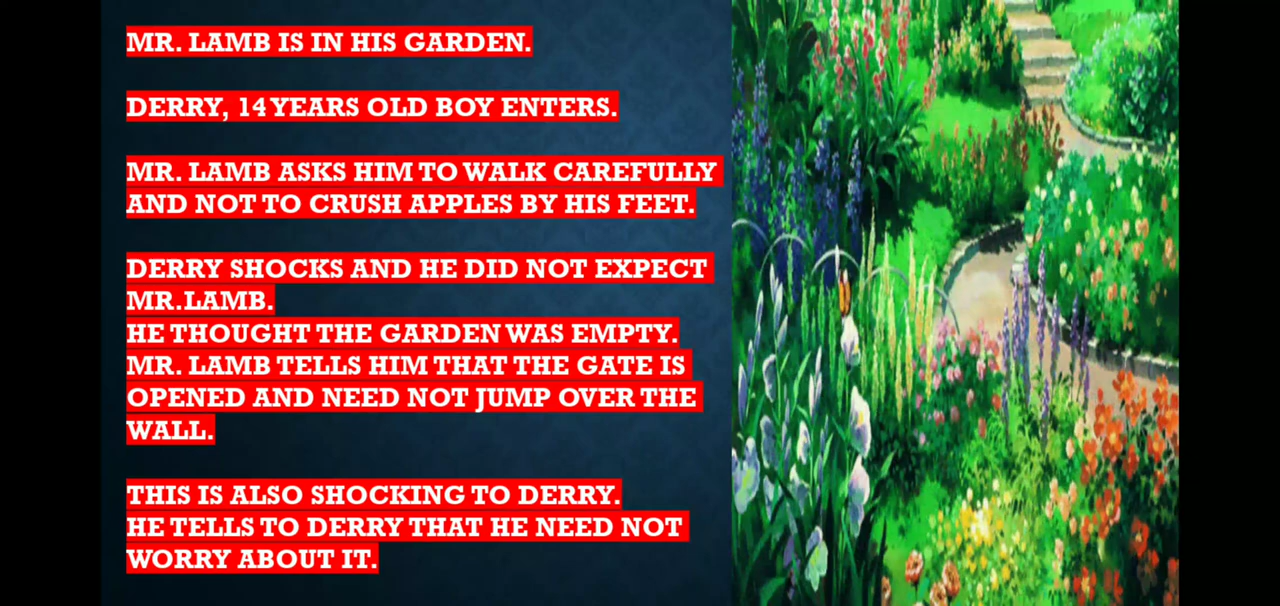 MR. LAMB IS IN HIS GARDEN.
DERRY, 14 YEARS OLD BOY ENTERS.
MR. LAMB ASKS HIM TO WALK CAREFULLY
AND NOT TO CRUSH APPLES BY HIS FEET.
DERRY SHOCKS AND HE DID NOT EXPECT
MR.LAMB.
HE THOUGHT THE GARDEN WAS EMPTY.
MR. LAMB TELLS HIM THAT THE GATE IS
OPENED AND NEED NOT JUMP OVER THE
WALL.
THIS IS ALSO SHOCKING TO DERRY.
HE TELLS TO DERRY THAT HE NEED NOT
WORRY ABOUT IT.